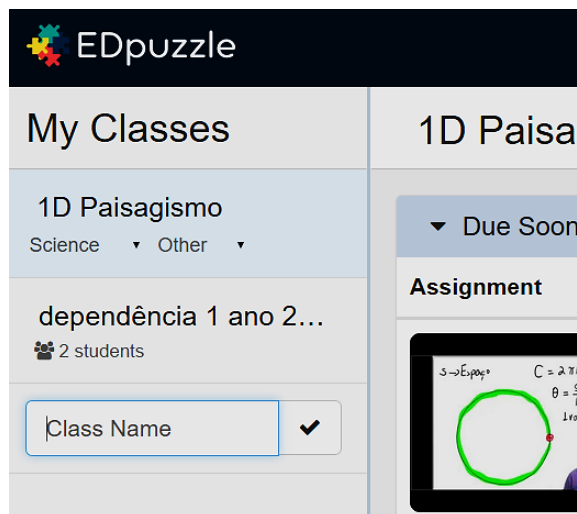 EDpuzzle
My Classes
1D Paisagismo
Science Other
dependência 1 ano 2...
2 students
Class Name
1D Paisa
Due Soon
Assignment
s→Espaço
C = 2π
θ =